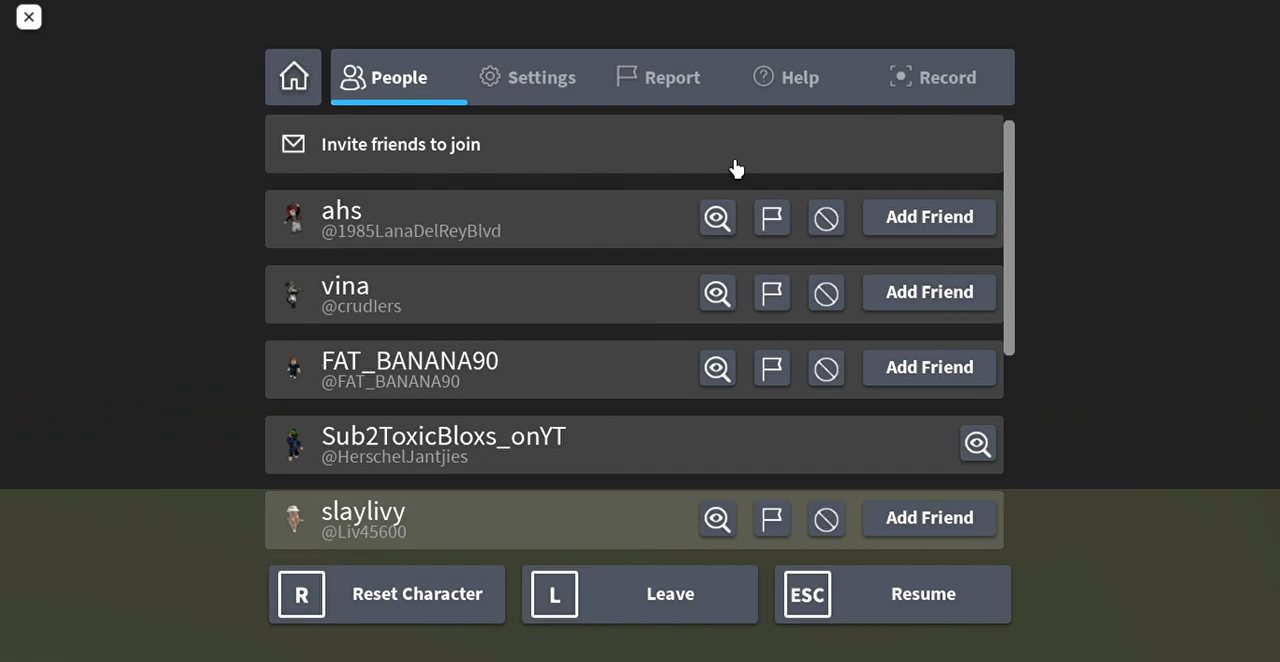 People
Settings
Report
Help
Record
Invite friends to join
ahs
@1985LanaDelReyBlvd
Add Friend
vina
@crudlers
Add Friend
FAT_BANANA90
@FAT_BANANA90
Add Friend
Sub2ToxicBloxs_onYT
@HerschelJantjies
slaylivy
@Liv45600
Add Friend
R Reset Character
L Leave
ESC Resume